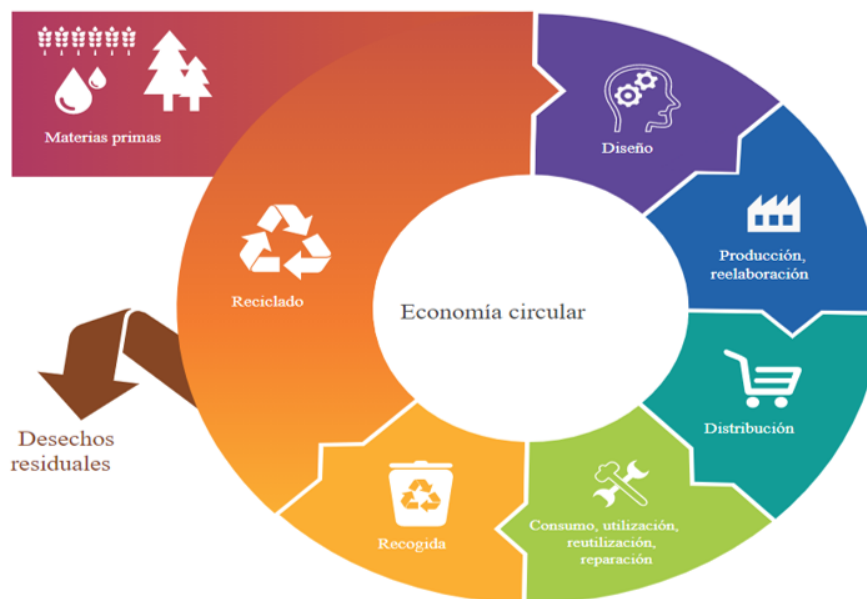 Materias primas
Diseño
Producción,
reelaboración
Reciclado
Economía circular
Distribución
Desechos
residuales
Consumo, utilización,
reutilización,
reparación
Recogida